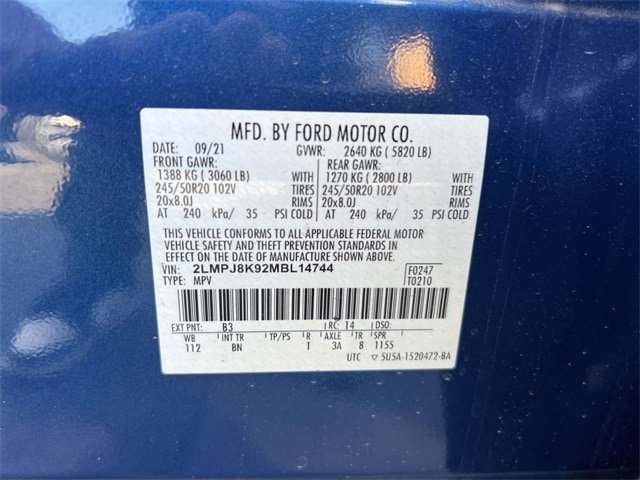 MFD. BY FORD MOTOR CO.
DATE: 09/21 GVWR: 2640 KG ( 5820 LB)
FRONT GAWR: REAR GAWR:
1388 KG ( 3060 LB) WITH 1270 KG ( 2800 LB) WITH
245/50R20 102V TIRES 245/50R20 102V TIRES
20x8.0J RIMS 20x8.0J RIMS
AT 240 kPa/ 35 PSI COLD AT 240 kPa/ 35 PSI COLD
THIS VEHICLE CONFORMS TO ALL APPLICABLE FEDERAL MOTOR
VEHICLE SAFETY AND THEFT PREVENTION STANDARDS IN
EFFECT ON THE DATE OF MANUFACTURE SHOWN ABOVE.
VIN: 2LMPJ8K92MBL14744 F0247
TYPE: MPV T0210
EXT PNT: B3 RC: 14 DSO:
WB INT TR TP/PS R AXLE TR SPR
112 BN T 3A 8 1155
UTC ▽ 5U5A-1520472-BA